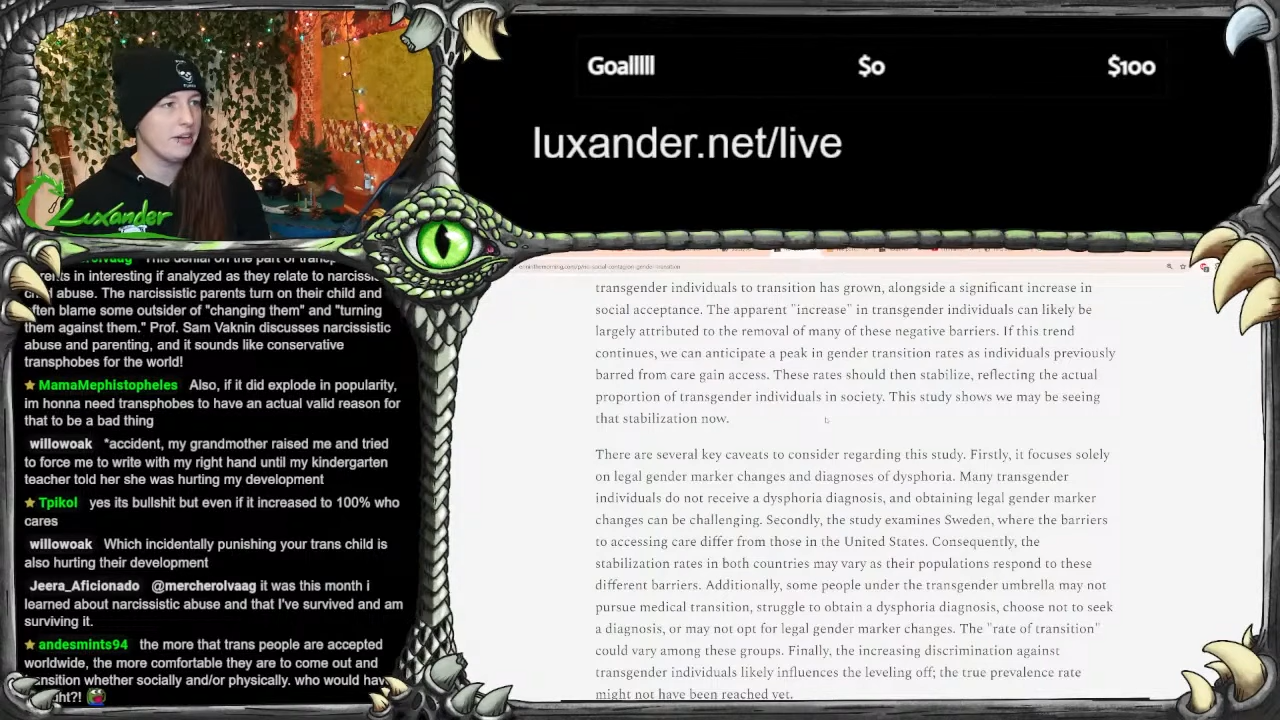 Goalllll $0 $100
luxander.net/live
Luxander
This denial on the part of
in interesting if analyzed as they relate to
abuse. The narcissistic parents turn on their child and
often blame some outsider of "changing them" and "turning
them against them." Prof. Sam Vaknin discusses narcissistic
abuse and parenting, and it sounds like conservative
transphobes for the world!
MamaMephistopheles Also, if it did explode in popularity,
im honna need transphobes to have an actual valid reason for
that to be a bad thing
willowoak *accident, my grandmother raised me and tried
to force me to write with my right hand until my kindergarten
teacher told her she was hurting my development
Tpikol yes its bullshit but even if it increased to 100% who
cares
willowoak Which incidentally punishing your trans child is
also hurting their development
Jeera_Aficionado @mercherolvaag it was this month i
learned about narcissistic abuse and that I've survived and am
surviving it.
andesmints94 the more that trans people are accepted
worldwide, the more comfortable they are to come out and
whether socially and/or physically. who would
transgender individuals to transition has grown, alongside a significant increase in
social acceptance. The apparent "increase" in transgender individuals can likely be
largely attributed to the removal of many of these negative barriers. If this trend
continues, we can anticipate a peak in gender transition rates as individuals previously
barred from care gain access. These rates should then stabilize, reflecting the actual
proportion of transgender individuals in society. This study shows we may be seeing
that stabilization now.
There are several key caveats to consider regarding this study. Firstly, it focuses solely
on legal gender marker changes and diagnoses of dysphoria. Many transgender
individuals do not receive dysphoria diagnosis, and obtaining legal gender marker
changes can be challenging. Secondly, the study examines Sweden, where the barriers
to accessing care differ from those in the United States. Consequently, the
stabilization rates in both countries may vary as their populations respond to these
different barriers. Additionally, some people under the transgender umbrella may not
pursue medical transition, struggle to obtain a dysphoria diagnosis, choose not to seek
a diagnosis, or may not opt for legal gender marker changes. The "rate of transition"
could vary among these groups. Finally, the increasing discrimination against
transgender individuals likely influences the leveling off; the true prevalence rate
might not have been reached yet.